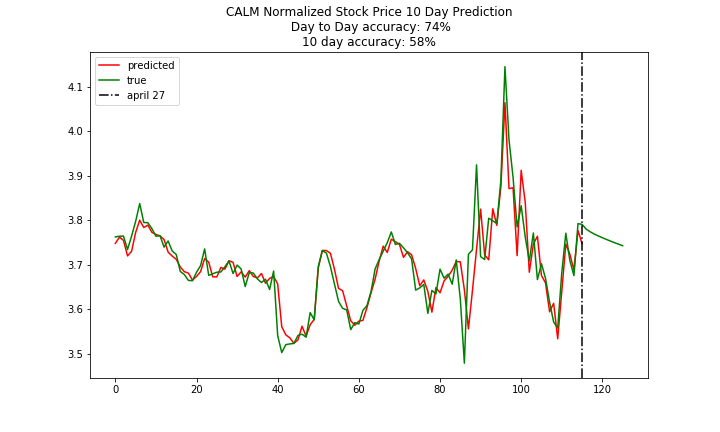 CALM Normalized Stock Price 10 Day Prediction
Day to Day accuracy: 74%
10 day accuracy: 58%
predicted
true
april 27
4.1
4.0
3.9
3.8
3.7
3.6
3.5
0 20 40 60 80 100 120